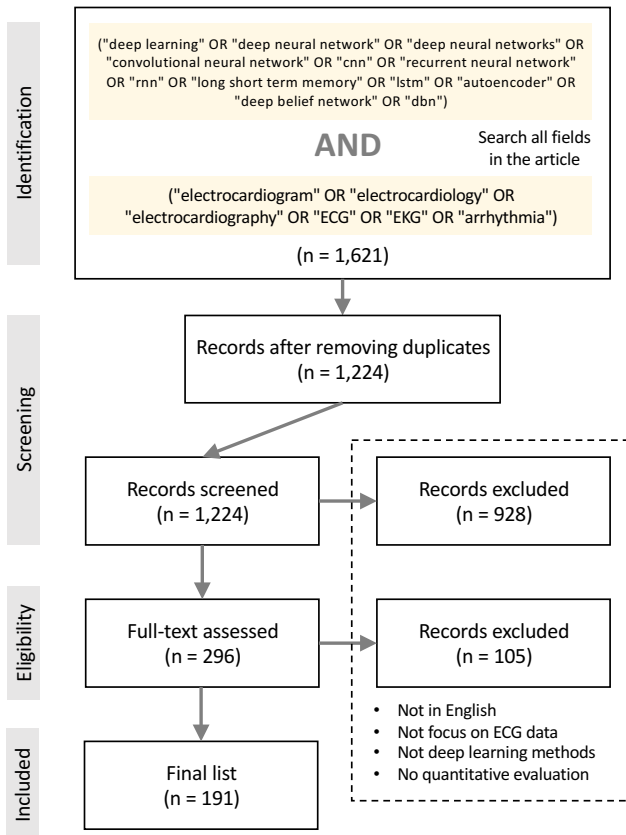 Identification
("deep learning" OR "deep neural network" OR "deep neural networks" OR
"convolutional neural network" OR "cnn" OR "recurrent neural network"
OR "rnn" OR "long short term memory" OR "lstm" OR "autoencoder" OR
"deep belief network" OR "dbn")
AND
Search all fields
in the article
("electrocardiogram" OR "electrocardiology" OR
"electrocardiography" OR "ECG" OR "EKG" OR "arrhythmia")
(n = 1,621)
Screening
Records after removing duplicates
(n = 1,224)
Records screened
(n = 1,224)
Records excluded
(n = 928)
Eligibility
Full-text assessed
(n = 296)
Records excluded
(n = 105)
• Not in English
• Not focus on ECG data
• Not deep learning methods
• No quantitative evaluation
Included
Final list
(n = 191)